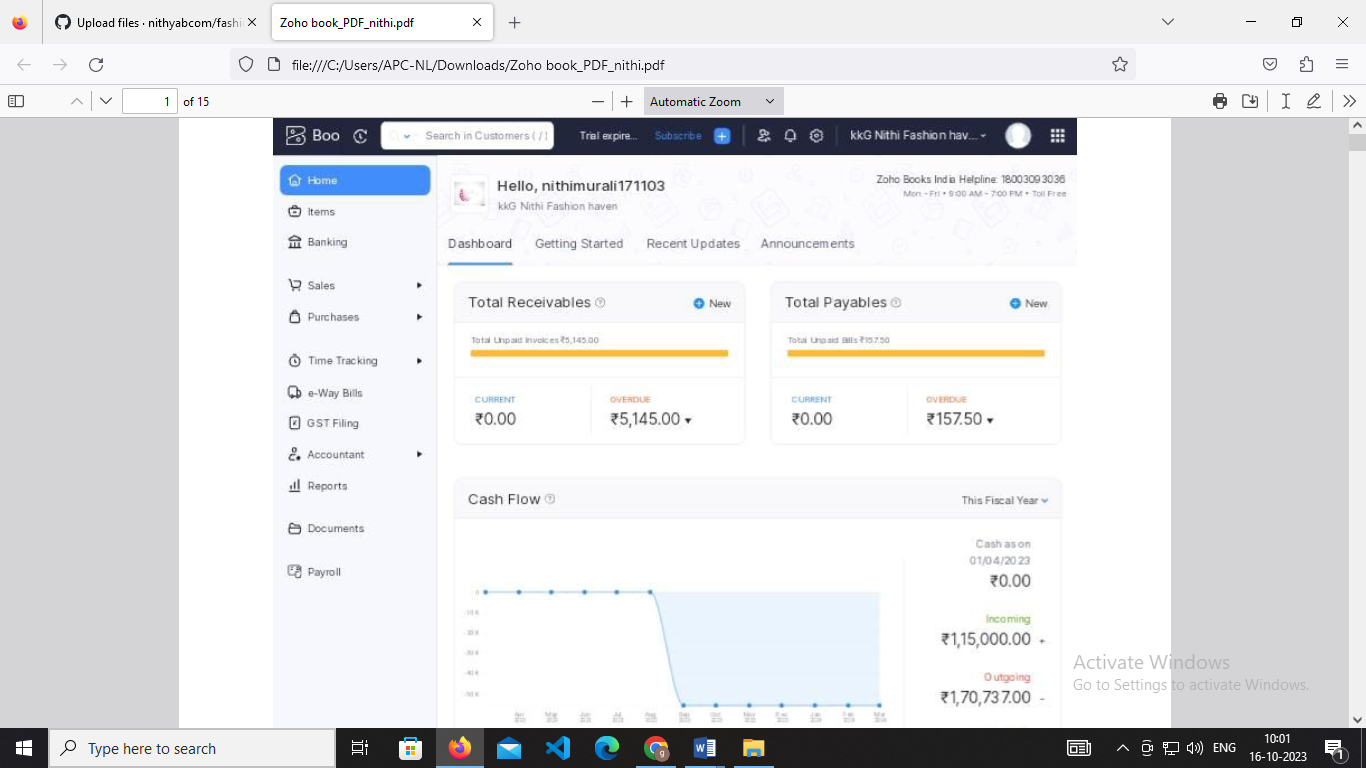 Upload files · nithyabcom/fashi
Zoho book_PDF_nithi.pdf
file:///C:/Users/APC-NL/Downloads/Zoho book_PDF_nithi.pdf
1 of 15
Automatic Zoom
Boo
Search in Customers ( / )
Trial expire...
Subscribe
kkG Nithi Fashion hav...
Home
Items
Banking
Sales
Purchases
Time Tracking
e-Way Bills
GST Filing
Accountant
Reports
Documents
Payroll
Hello, nithimurali171103
kkG Nithi Fashion haven
Zoho Books India Helpline: 18003093036
Mon - Fri • 9:00 AM - 7:00 PM • Toll Free
Dashboard Getting Started Recent Updates Announcements
Total Receivables New
Total Unpaid Invoices ₹5,145.00
CURRENT OVERDUE
₹0.00 ₹5,145.00
Total Payables New
Total Unpaid Bills ₹157.50
CURRENT OVERDUE
₹0.00 ₹157.50
Cash Flow This Fiscal Year
Cash as on
01/04/2023
₹0.00
Incoming
₹1,15,000.00 +
Outgoing
₹1,70,737.00 -
Activate Windows
Go to Settings to activate Windows.
Type here to search
ENG
10:01
16-10-2023
1